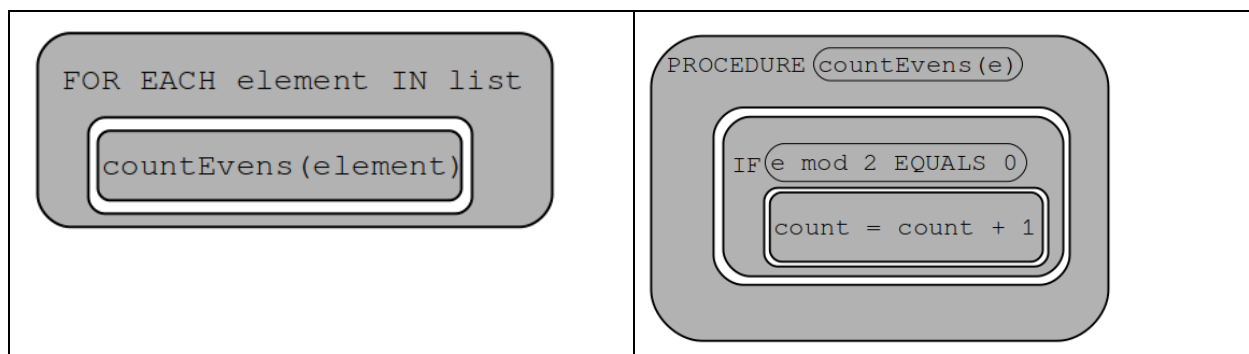 FOR EACH element IN list
countEvens(element)
PROCEDURE countEvens(e)
IF e mod 2 EQUALS 0
count = count + 1